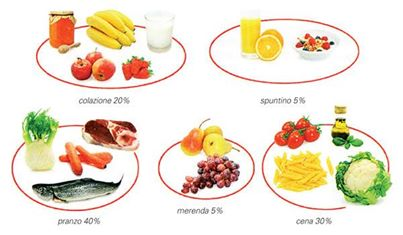 colazione 20%
spuntino 5%
pranzo 40%
merenda 5%
cena 30%